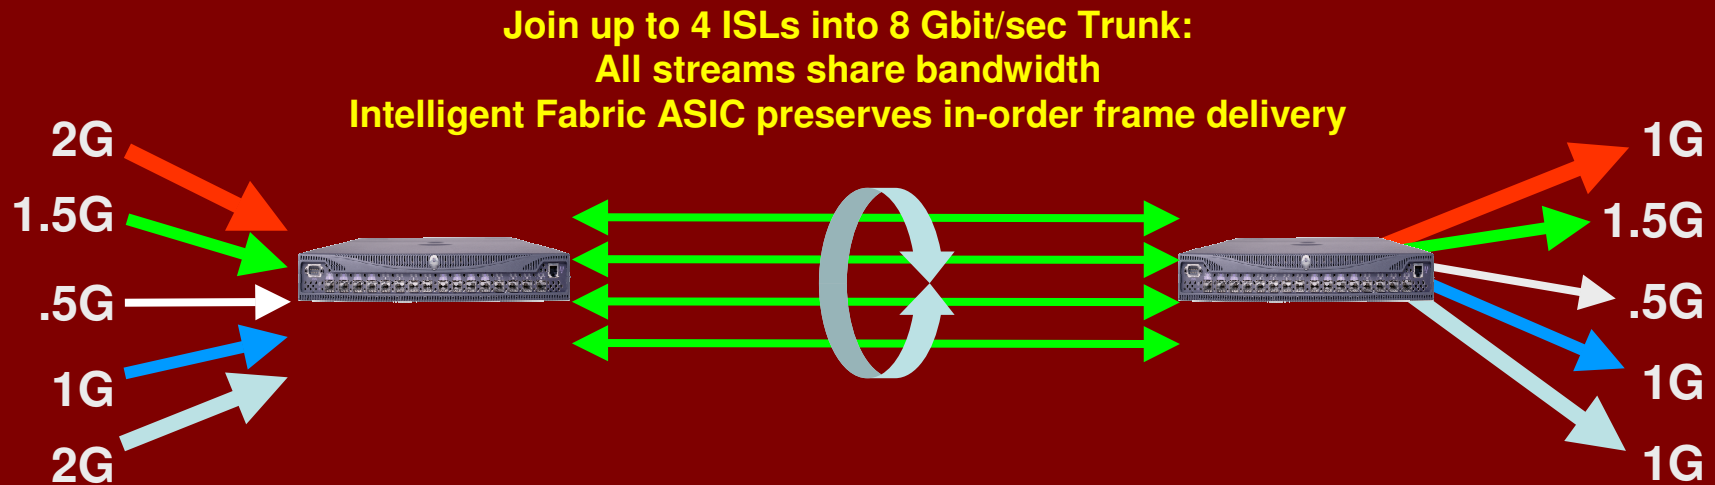 Join up to 4 ISLs into 8 Gbit/sec Trunk:
All streams share bandwidth
Intelligent Fabric ASIC preserves in-order frame delivery
2G
1.5G
.5G
1G
2G
1G
1.5G
.5G
1G
1G